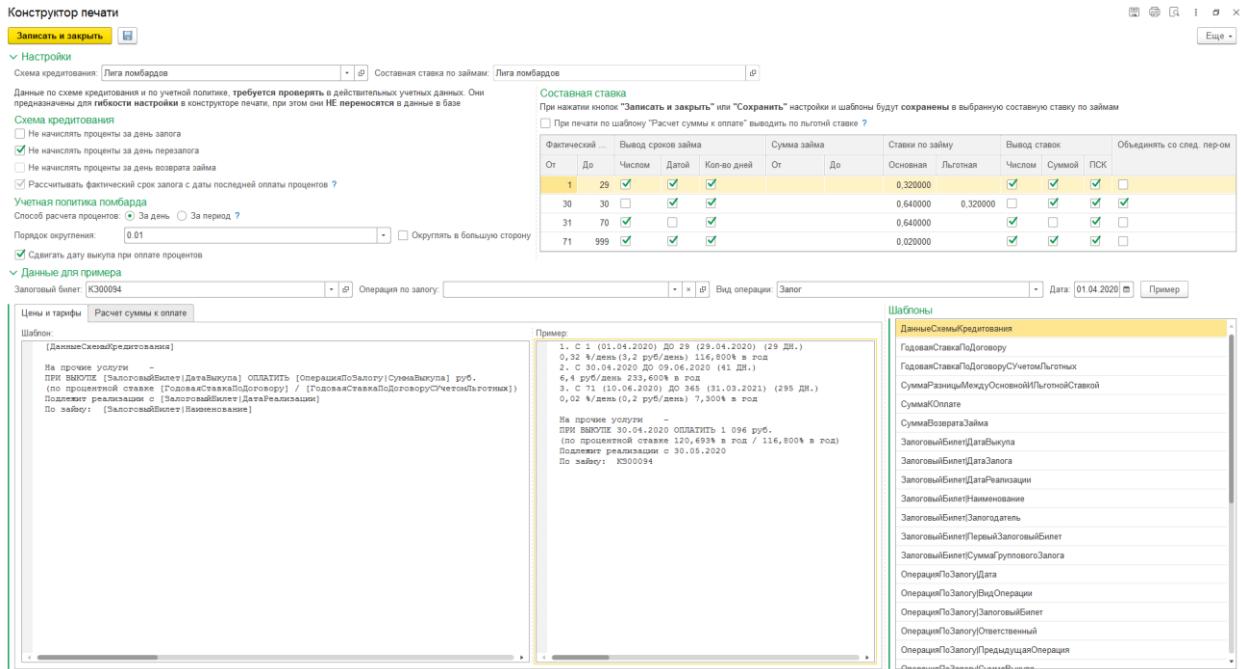 Конструктор печати
Записать и закрыть
Еще
Настройки
Схема кредитования: Лига ломбардов Составная ставка по займам: Лига ломбардов
Данные по схеме кредитования и по учетной политике, требуется проверять в действительных учетных данных. Они
предназначены для гибкости настройки в конструкторе печати, при этом они НЕ переносятся в данные в базе
Схема кредитования
Не начислять проценты за день залога
Не начислять проценты за день перезалога
Не начислять проценты за день возврата займа
Рассчитывать фактический срок залога с даты последней оплаты процентов ?
Учетная политика ломбарда
Способ расчета процентов: За день За период ?
Порядок округления: 0.01 Округлять в большую сторону
Сдвигать дату выкупа при оплате процентов
Составная ставка
При нажатии кнопок "Записать и закрыть" или "Сохранить" настройки и шаблоны будут сохранены в выбранную составную ставку по займам
При печати по шаблону "Расчет суммы к оплате" выводить по льготнй ставке ?
Фактический ... Вывод сроков займа Сумма займа Ставки по займу Вывод ставок Объединять со след. пер-ом
От До Числом Датой Кол-во дней От До Основная Льготная Числом Суммой ПСК
1 29 0,320000
30 30 0,640000 0,320000
31 70 0,640000
71 999 0,020000
Данные для примера
Залоговый билет: КЗ00094 Операция по залогу: Вид операции: Залог Дата: 01.04.2020 Пример
Цены и тарифы Расчет суммы к оплате
Шаблон:
[ДанныеСхемыКредитования]
На прочие услуги –
ПРИ ВЫКУПЕ [ЗалоговыйБилет|ДатаВыкупа] ОПЛАТИТЬ [ОперацияПоЗалогу|СуммаВыкупа] руб.
(по процентной ставке [ГодоваяСтавкаПоДоговору] / [ГодоваяСтавкаПоДоговоруСУчетомЛьготных])
Подлежит реализации с [ЗалоговыйБилет|ДатаРеализации]
По займу: [ЗалоговыйБилет|Наименование]
Пример:
1. С 1 (01.04.2020) ДО 29 (29.04.2020) (29 ДН.)
0,32 %/день(3,2 руб/день) 116,800% в год
2. С 30.04.2020 ДО 09.06.2020 (41 ДН.)
6,4 руб/день 233,600% в год
3. С 71 (10.06.2020) ДО 365 (31.03.2021) (295 ДН.)
0,02 %/день(0,2 руб/день) 7,300% в год
На прочие услуги –
ПРИ ВЫКУПЕ 30.04.2020 ОПЛАТИТЬ 1 096 руб.
(по процентной ставке 120,693% в год / 116,800% в год)
Подлежит реализации с 30.05.2020
По займу: КЗ00094
Шаблоны
ДанныеСхемыКредитования
ГодоваяСтавкаПоДоговору
ГодоваяСтавкаПоДоговоруСУчетомЛьготных
СуммаРазницыМеждуОсновнойИЛьготнойСтавкой
СуммаКОплате
СуммаВозвратаЗайма
ЗалоговыйБилет|ДатаВыкупа
ЗалоговыйБилет|ДатаЗалога
ЗалоговыйБилет|ДатаРеализации
ЗалоговыйБилет|Наименование
ЗалоговыйБилет|Залогодатель
ЗалоговыйБилет|ПервыйЗалоговыйБилет
ЗалоговыйБилет|СуммаГрупповогоЗалога
ОперацияПоЗалогу|Дата
ОперацияПоЗалогу|ВидОперации
ОперацияПоЗалогу|ЗалоговыйБилет
ОперацияПоЗалогу|Ответственный
ОперацияПоЗалогу|ПредыдущаяОперация